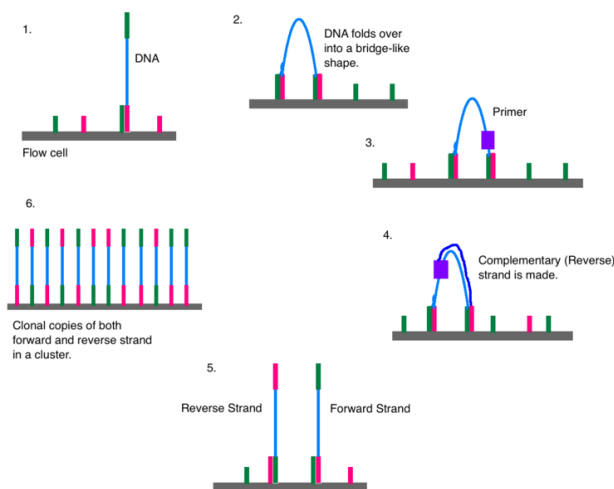 1.
DNA
Flow cell
2.
DNA folds over
into a bridge-like
shape.
Primer
3.
4.
Complementary (Reverse)
strand is made.
5.
Reverse Strand
Forward Strand
6.
Clonal copies of both
forward and reverse strand
in a cluster.